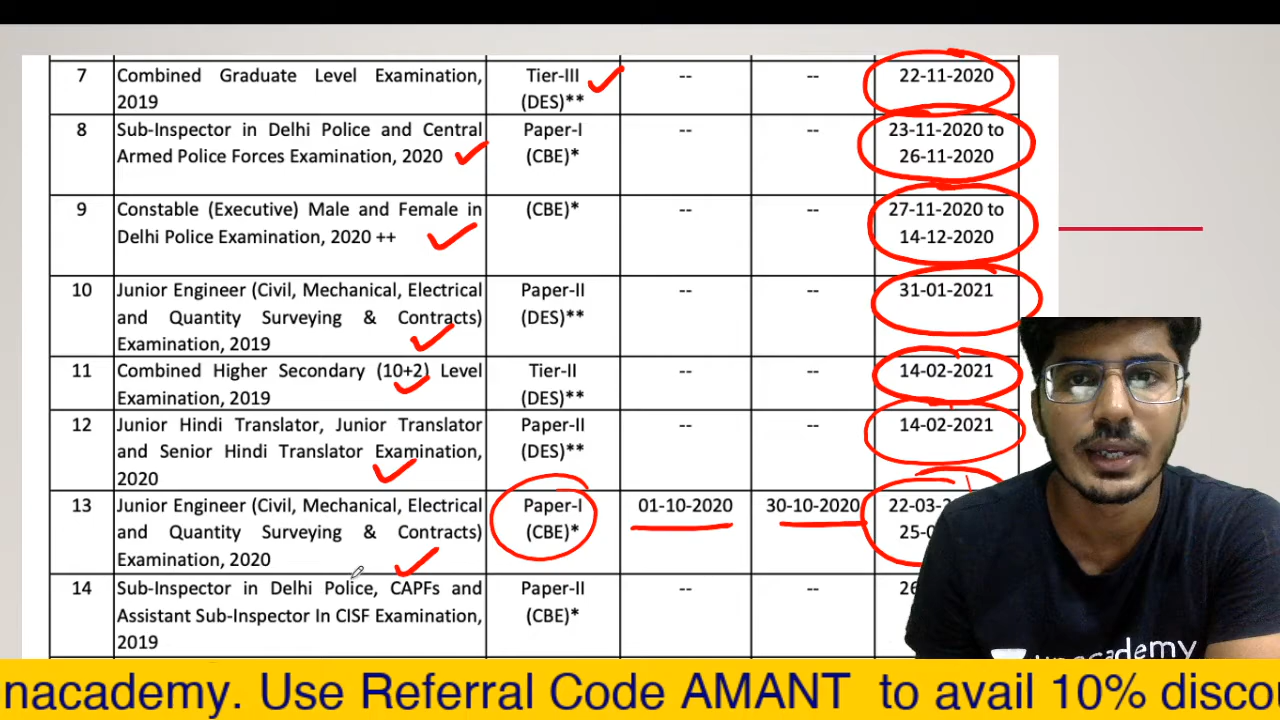 7 Combined Graduate Level Examination, Tier-III -- -- 22-11-2020
2019 (DES)**
8 Sub-Inspector in Delhi Police and Central Paper-I -- -- 23-11-2020 to
Armed Police Forces Examination, 2020 (CBE)* 26-11-2020
9 Constable (Executive) Male and Female in (CBE)* -- -- 27-11-2020 to
Delhi Police Examination, 2020 ++ 14-12-2020
10 Junior Engineer (Civil, Mechanical, Electrical Paper-II -- -- 31-01-2021
and Quantity Surveying & Contracts) (DES)**
Examination, 2019
11 Combined Higher Secondary (10+2) Level Tier-II -- -- 14-02-2021
Examination, 2019 (DES)**
12 Junior Hindi Translator, Junior Translator Paper-II -- -- 14-02-2021
and Senior Hindi Translator Examination, (DES)**
2020
13 Junior Engineer (Civil, Mechanical, Electrical Paper-I 01-10-2020 30-10-2020 22-03-
and Quantity Surveying & Contracts) (CBE)* 25-
Examination, 2020
14 Sub-Inspector in Delhi Police, CAPFs and Paper-II -- -- 26
Assistant Sub-Inspector In CISF Examination, (CBE)*
2019
unacademy
nacademy. Use Referral Code AMANT to avail 10% disco